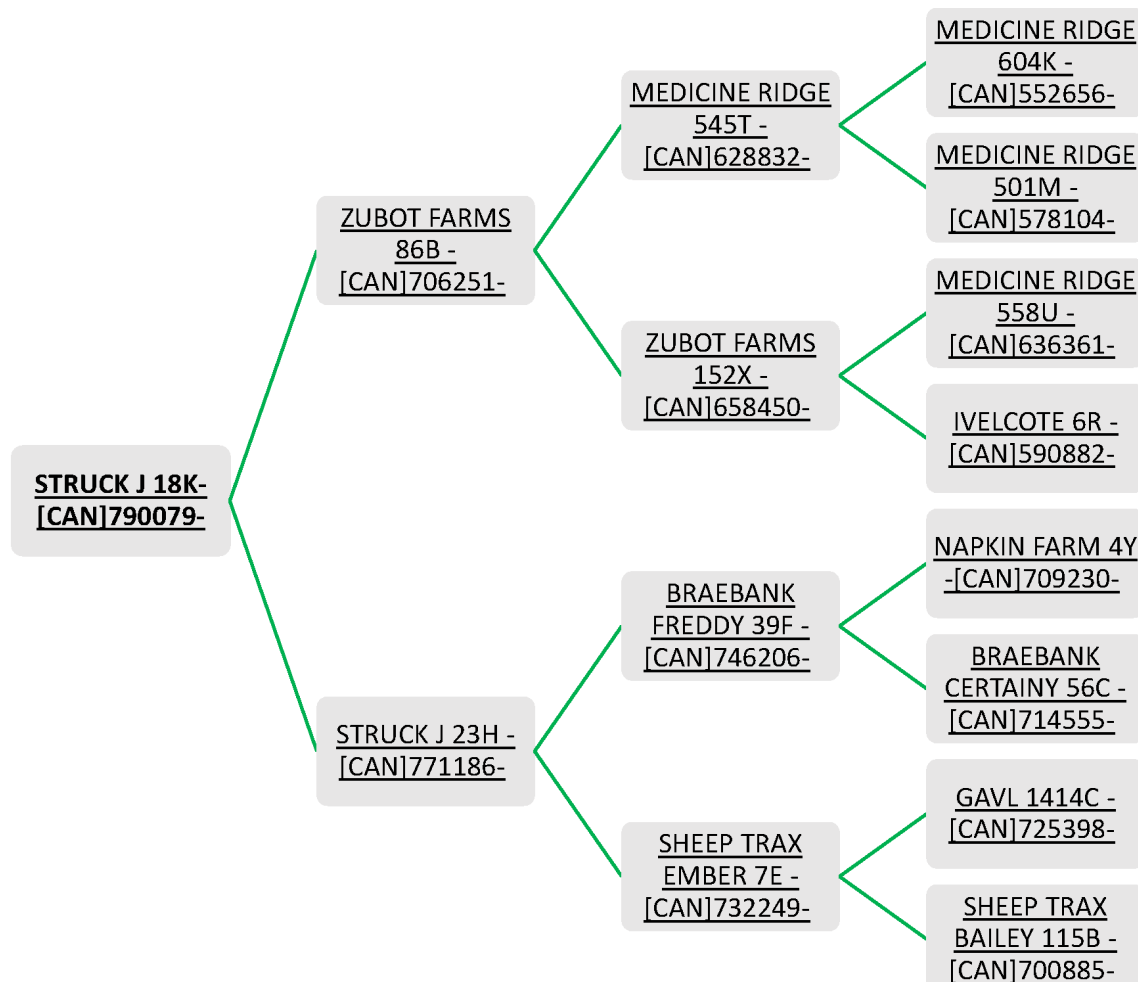 STRUCK J 18K-
[CAN]790079-
ZUBOT FARMS
86B -
[CAN]706251-
STRUCK J 23H -
[CAN]771186-
MEDICINE RIDGE
545T -
[CAN]628832-
ZUBOT FARMS
152X -
[CAN]658450-
BRAEBANK
FREDDY 39F -
[CAN]746206-
SHEEP TRAX
EMBER 7E -
[CAN]732249-
MEDICINE RIDGE
604K -
[CAN]552656-
MEDICINE RIDGE
501M -
[CAN]578104-
MEDICINE RIDGE
558U -
[CAN]636361-
IVELCOTE 6R -
[CAN]590882-
NAPKIN FARM 4Y
-[CAN]709230-
BRAEBANK
CERTAINY 56C -
[CAN]714555-
GAVL 1414C -
[CAN]725398-
SHEEP TRAX
BAILEY 115B -
[CAN]700885-